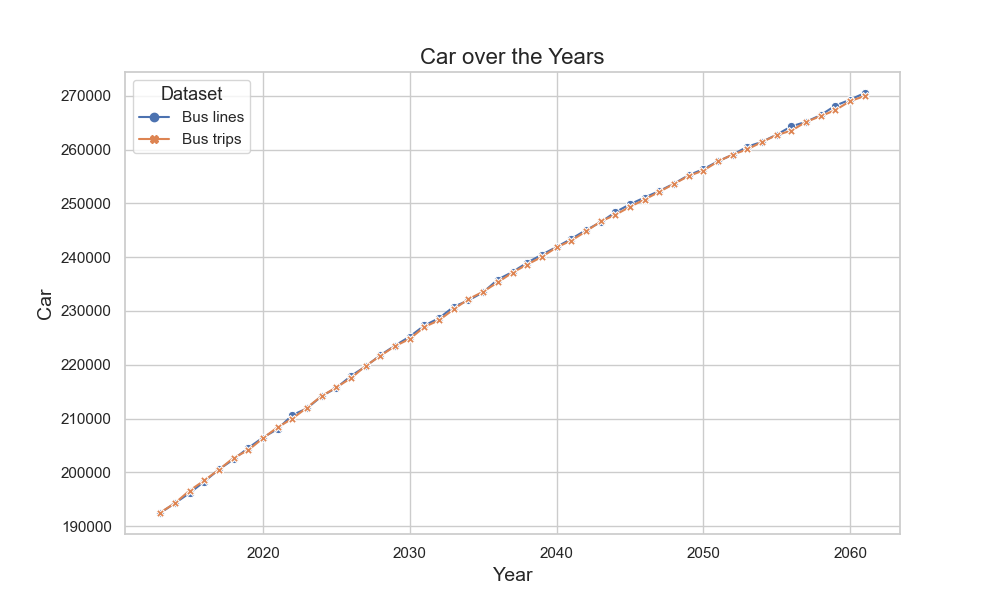 Car over the Years
Dataset
Bus lines
Bus trips
Car
270000
260000
250000
240000
230000
220000
210000
200000
190000
2020
2030
2040
2050
2060
Year